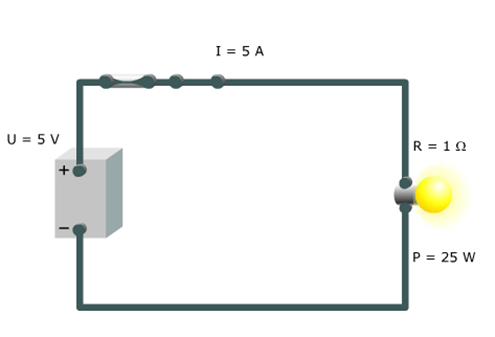 I = 5 A
U = 5 V
R = 1 Ω
+
−
P = 25 W